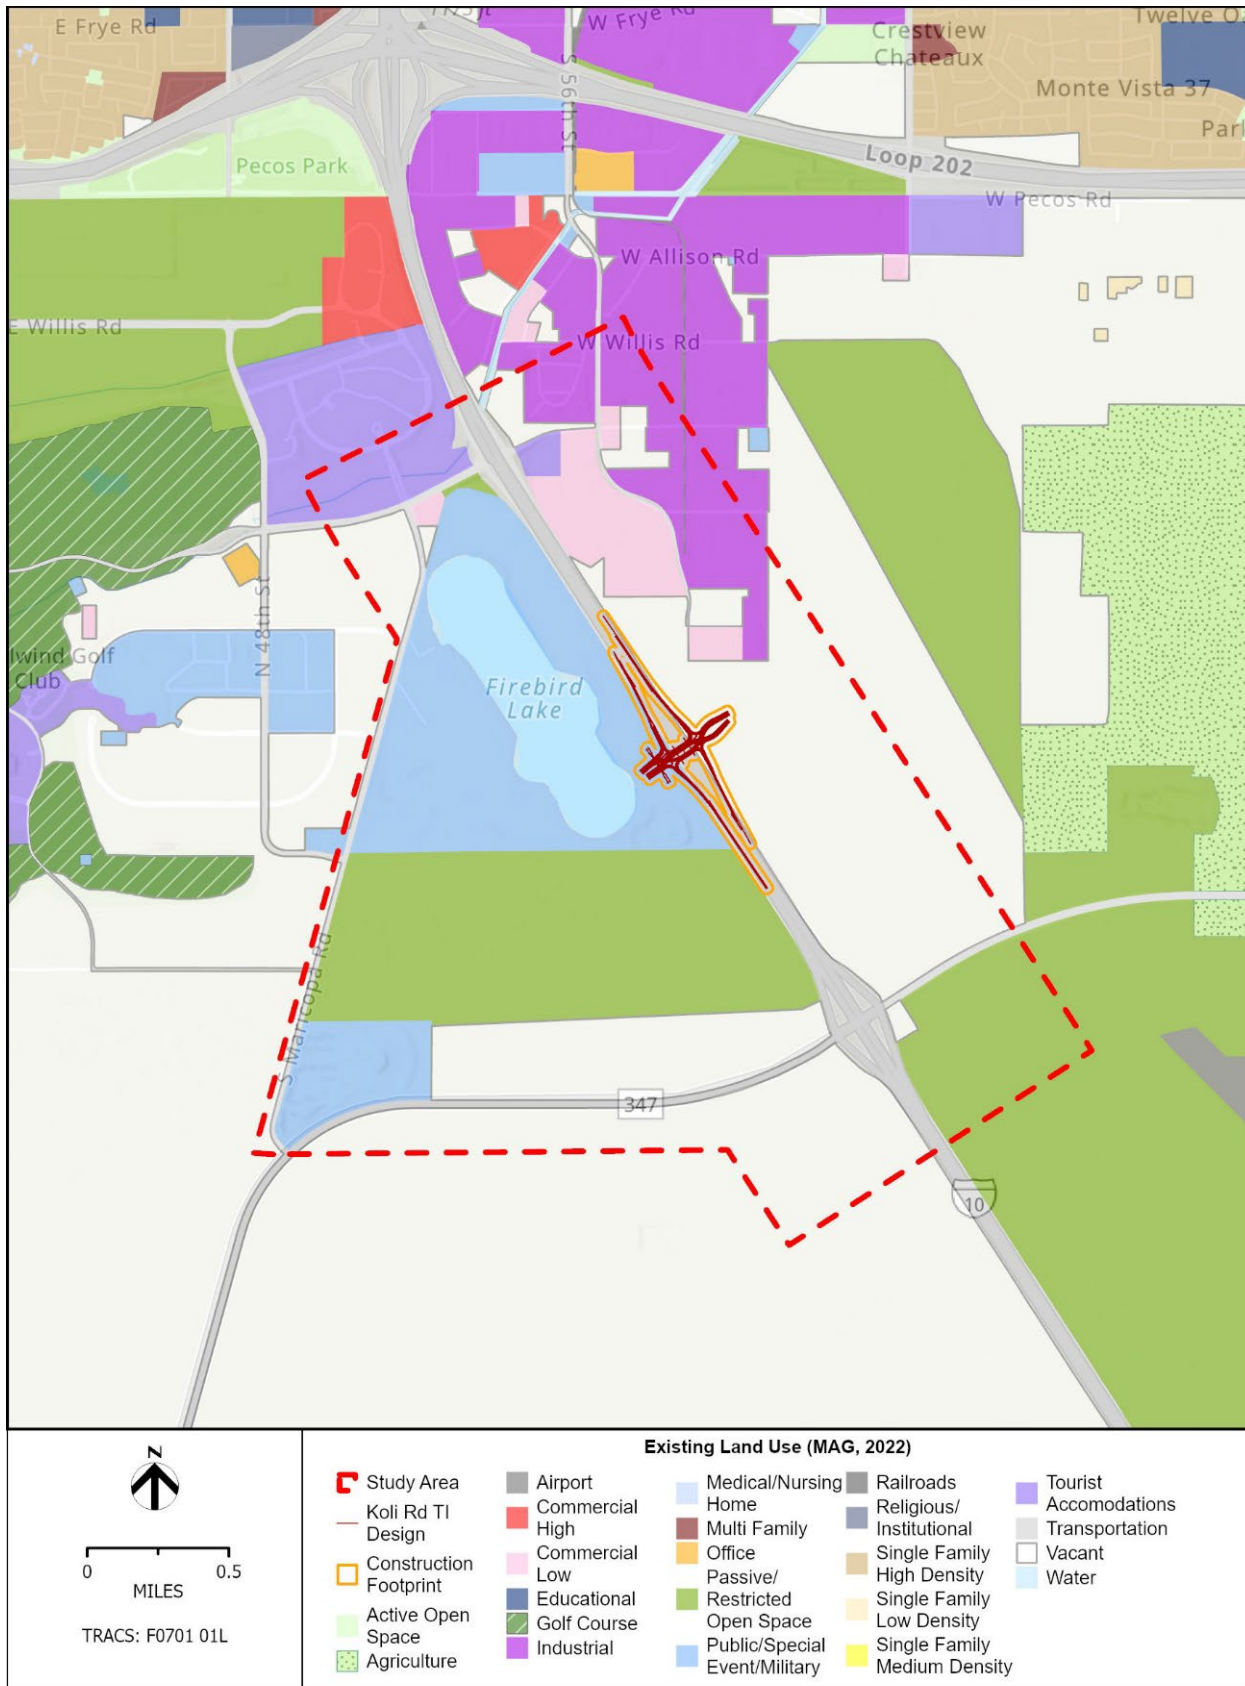 E Frye Rd
W Frye Rd
Crestview
Chateaux
Monte Vista 37
S 56th St
Pecos Park
Loop 202
W Pecos Rd
W Allison Rd
E Willis Rd
W Willis Rd
N 48th St
lwind Golf
Club
Firebird
Lake
S Maricopa Rd
347
10
N
0 0.5
MILES
TRACS: F0701 01L
Existing Land Use (MAG, 2022)
Study Area
Koli Rd TI
Design
Construction
Footprint
Active Open
Space
Agriculture
Airport
Commercial
High
Commercial
Low
Educational
Golf Course
Industrial
Medical/Nursing
Home
Multi Family
Office
Passive/
Restricted
Open Space
Public/Special
Event/Military
Railroads
Religious/
Institutional
Single Family
High Density
Single Family
Low Density
Single Family
Medium Density
Tourist
Accomodations
Transportation
Vacant
Water